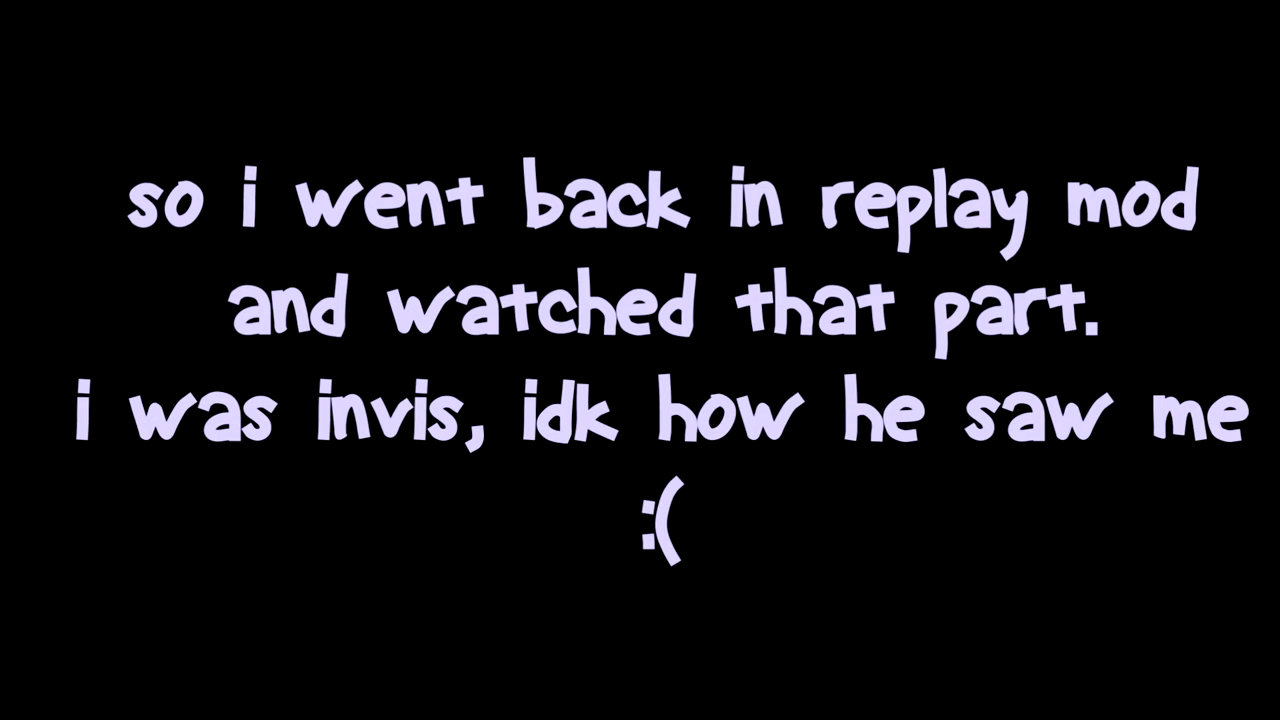 so i went back in replay mod
and watched that part.
i was invis, idk how he saw me
:(